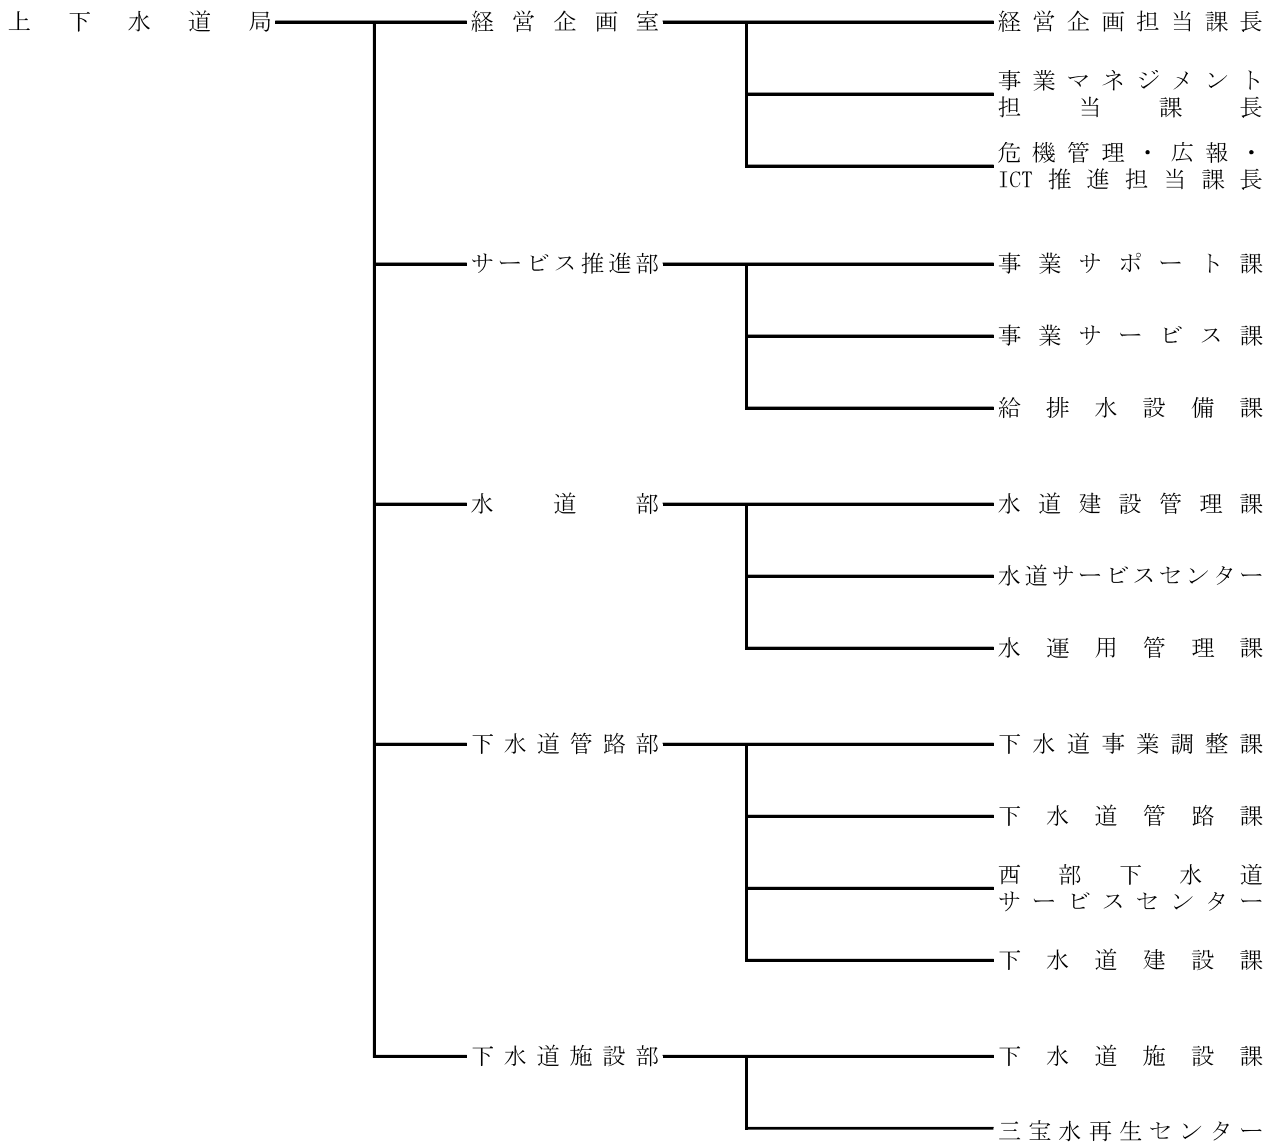 上下水道局
経営企画室
経営企画担当課長
事業マネジメント
担当課長
危機管理・広報・
ICT推進担当課長
サービス推進部
事業サポート課
事業サービス課
給排水設備課
水道部
水道建設管理課
水道サービスセンター
水運用管理課
下水道管路部
下水道事業調整課
下水道管路課
西部下水道
サービスセンター
下水道建設課
下水道施設部
下水道施設課
三宝水再生センター